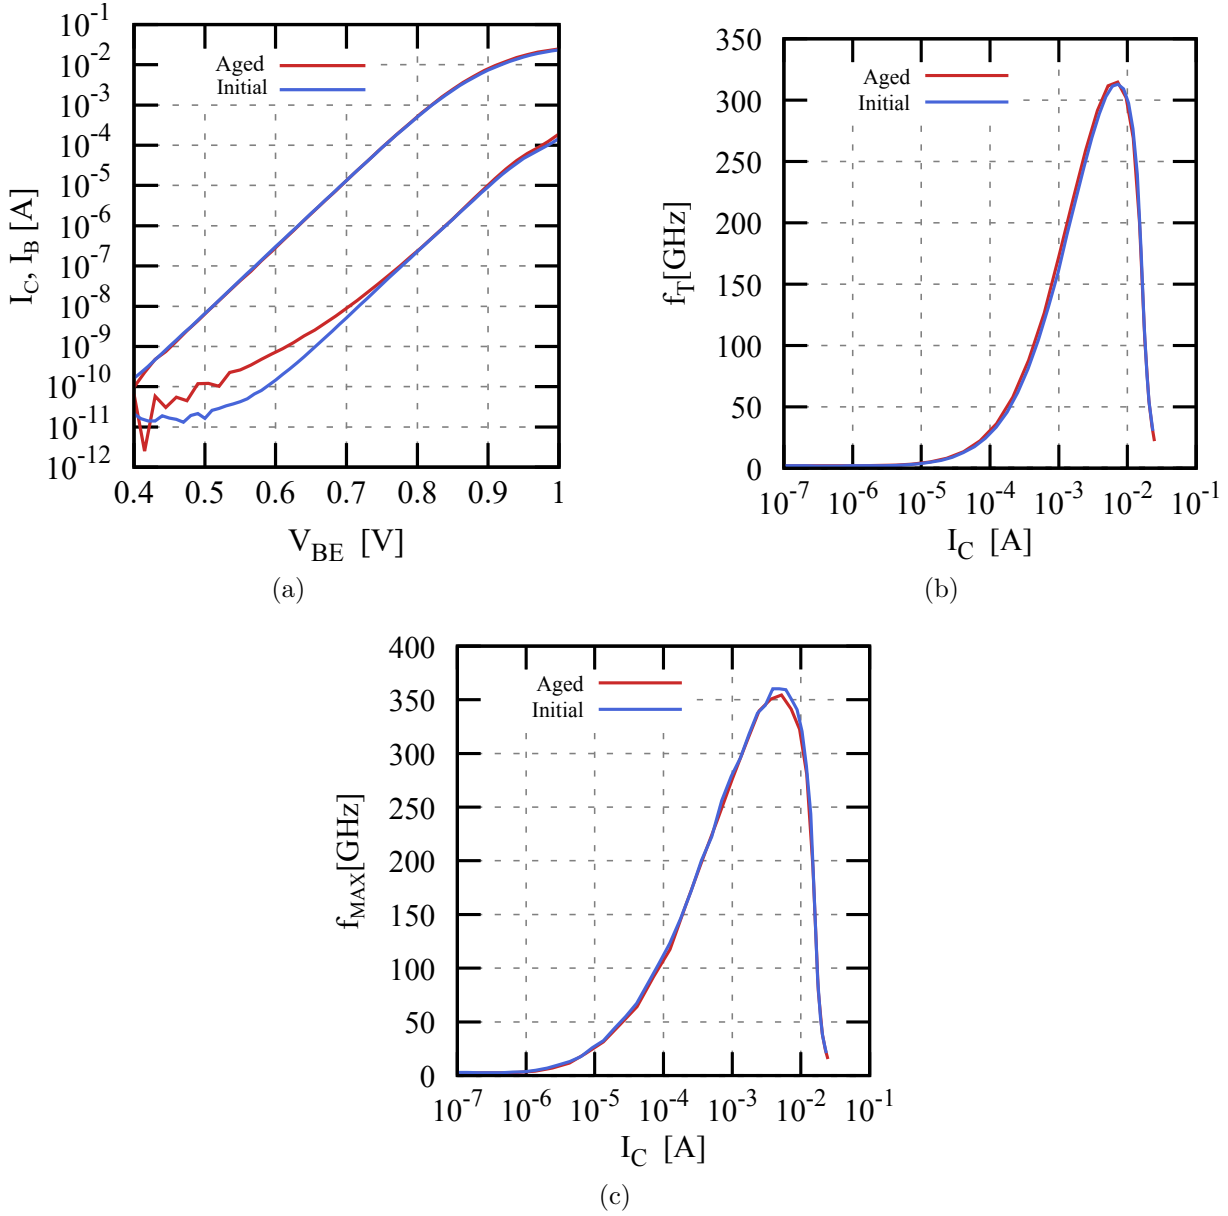 10^-1
10^-2
10^-3
10^-4
10^-5
10^-6
10^-7
10^-8
10^-9
10^-10
10^-11
10^-12
I_C, I_B [A]
Aged
Initial
0.4 0.5 0.6 0.7 0.8 0.9 1
V_BE [V]
(a)
350
300
250
200
150
100
50
0
f_T[GHz]
Aged
Initial
10^-7 10^-6 10^-5 10^-4 10^-3 10^-2 10^-1
I_C [A]
(b)
400
350
300
250
200
150
100
50
0
f_MAX[GHz]
Aged
Initial
10^-7 10^-6 10^-5 10^-4 10^-3 10^-2 10^-1
I_C [A]
(c)